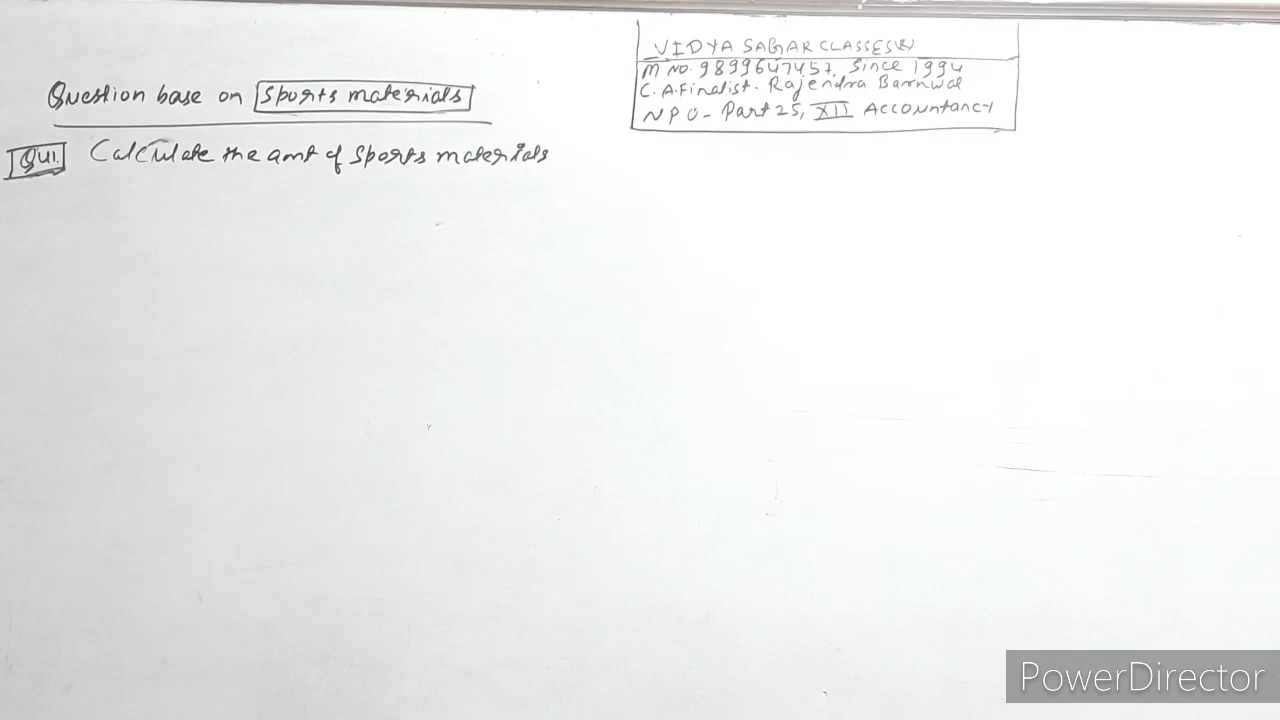 VIDYA SAGAR CLASSES
M NO. 9899647457, Since 1994
C. A. Finalist. Rajendra Barnwal
NPO - Part 25, XII ACCOUNTANCY
Question base on Sports materials
QU1. Calculate the amt of Sports materials
PowerDirector